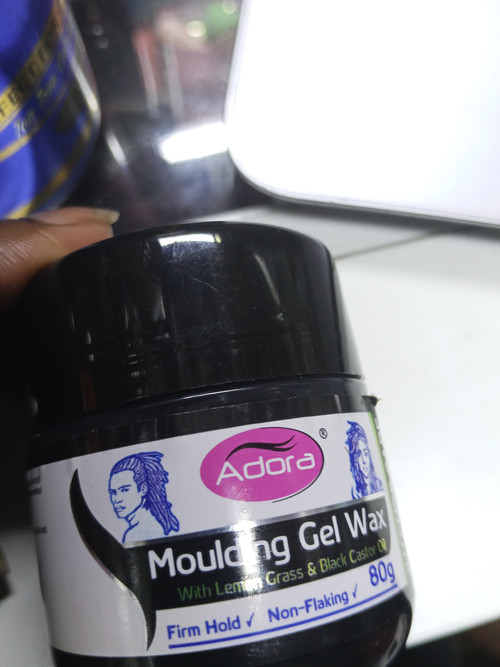 Adora®
Moulding Gel Wax
With Lemon Grass & Black Castor Oil
80g
Firm Hold ✓ Non-Flaking ✓